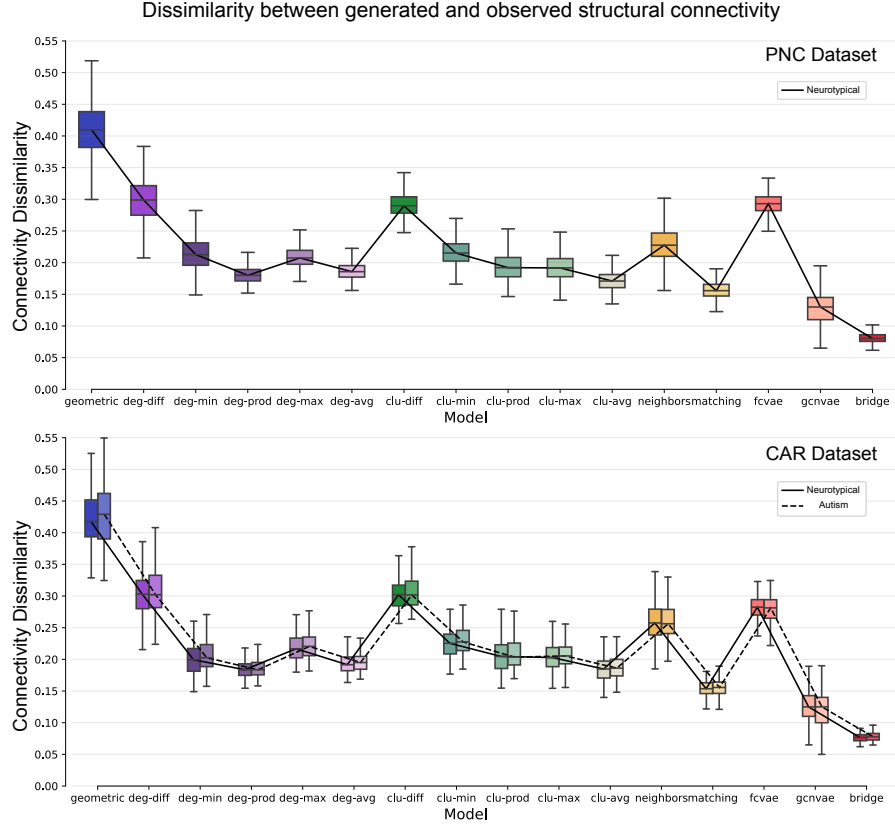 Dissimilarity between generated and observed structural connectivity
PNC Dataset
Neurotypical
Connectivity Dissimilarity
0.55
0.50
0.45
0.40
0.35
0.30
0.25
0.20
0.15
0.10
0.05
0.00
geometric deg-diff deg-min deg-prod deg-max deg-avg clu-diff clu-min clu-prod clu-max clu-avg neighbors matching fcvae gcnvae bridge
Model
CAR Dataset
Neurotypical
Autism
Connectivity Dissimilarity
0.55
0.50
0.45
0.40
0.35
0.30
0.25
0.20
0.15
0.10
0.05
0.00
geometric deg-diff deg-min deg-prod deg-max deg-avg clu-diff clu-min clu-prod clu-max clu-avg neighbors matching fcvae gcnvae bridge
Model